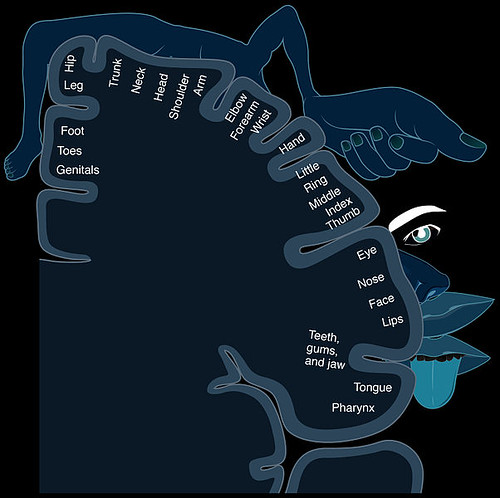 Hip
Leg
Foot
Toes
Genitals
Trunk
Neck
Head
Shoulder
Arm
Elbow
Forearm
Wrist
Hand
Little
Ring
Middle
Index
Thumb
Eye
Nose
Face
Lips
Teeth,
gums,
and jaw
Tongue
Pharynx